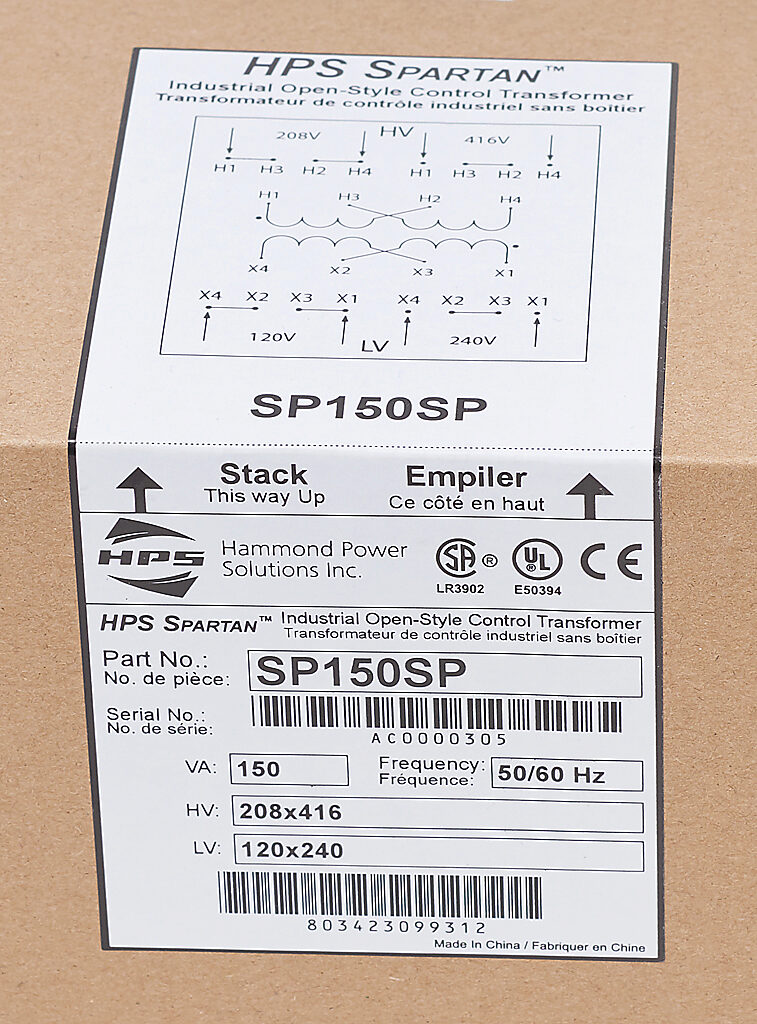 HPS SPARTAN™
Industrial Open-Style Control Transformer
Transformateur de contrôle industriel sans boîtier
208V HV 416V
H1 H3 H2 H4 H1 H3 H2 H4
H1 H3 H2 H4
X4 X2 X3 X1
X4 X2 X3 X1 X4 X2 X3 X1
120V LV 240V
SP150SP
Stack Empiler
This way Up Ce côté en haut
HPS Hammond Power
Solutions Inc.
SA ® UL ® CE
LR3902 E50394
HPS SPARTAN™ Industrial Open-Style Control Transformer
Transformateur de contrôle industriel sans boîtier
Part No.: SP150SP
No. de pièce:
Serial No.:
No. de série: AC0000305
VA: 150 Frequency: 50/60 Hz
Fréquence:
HV: 208x416
LV: 120x240
803423099312
Made In China / Fabriquer en Chine